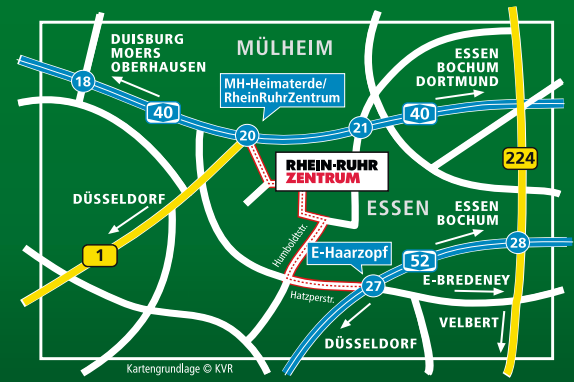 DUISBURG
MOERS
OBERHAUSEN
MÜLHEIM
ESSEN
BOCHUM
DORTMUND
18
40
MH-Heimaterde/
RheinRuhrZentrum
20
21
40
224
RHEIN-RUHR
ZENTRUM
DÜSSELDORF
ESSEN
ESSEN
BOCHUM
1
Humboldtstr.
E-Haarzopf
52
28
27
E-BREDENEY
Hatzperstr.
VELBERT
DÜSSELDORF
Kartengrundlage © KVR